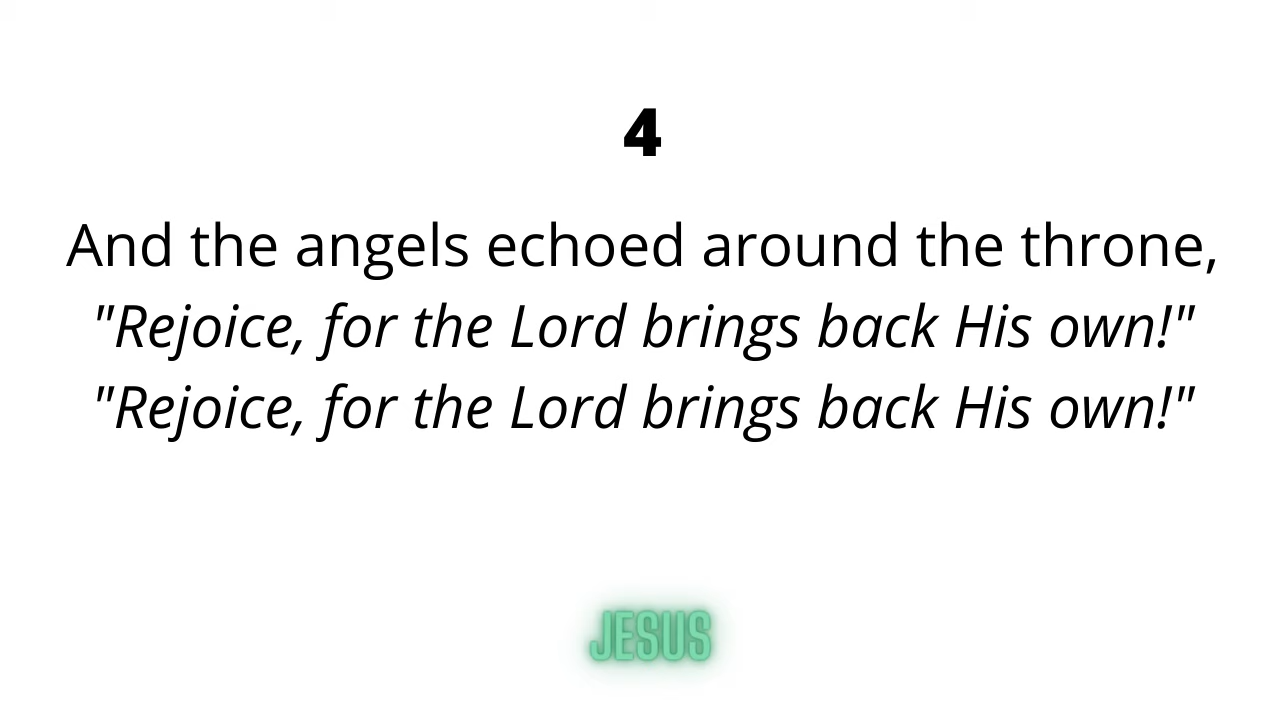 4
And the angels echoed around the throne,
"Rejoice, for the Lord brings back His own!"
"Rejoice, for the Lord brings back His own!"
JESUS